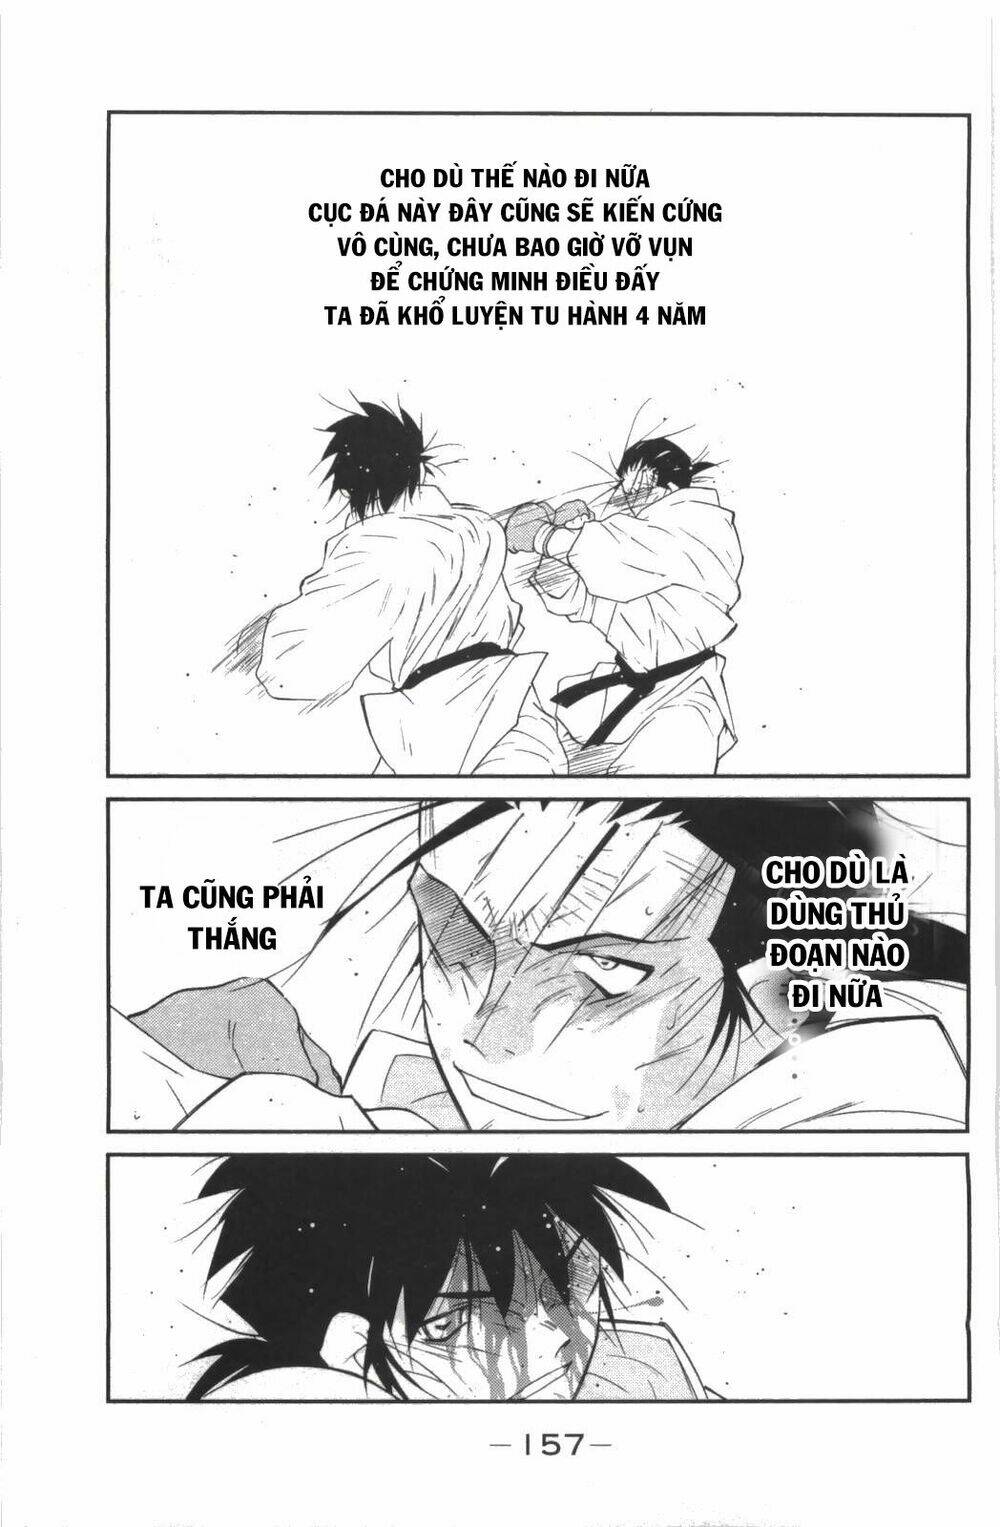 CHO DÙ THẾ NÀO ĐI NỮA
CỤC ĐÁ NÀY ĐÂY CŨNG SẼ KIẾN CỨNG
VÔ CÙNG, CHƯA BAO GIỜ VỠ VỤN
ĐỂ CHỨNG MINH ĐIỀU ĐẤY
TA ĐÃ KHỔ LUYỆN TU HÀNH 4 NĂM
CHO DÙ LÀ
DÙNG THỦ
ĐOẠN NÀO
ĐI NỮA
...
TA CŨNG PHẢI
THẮNG
—157—